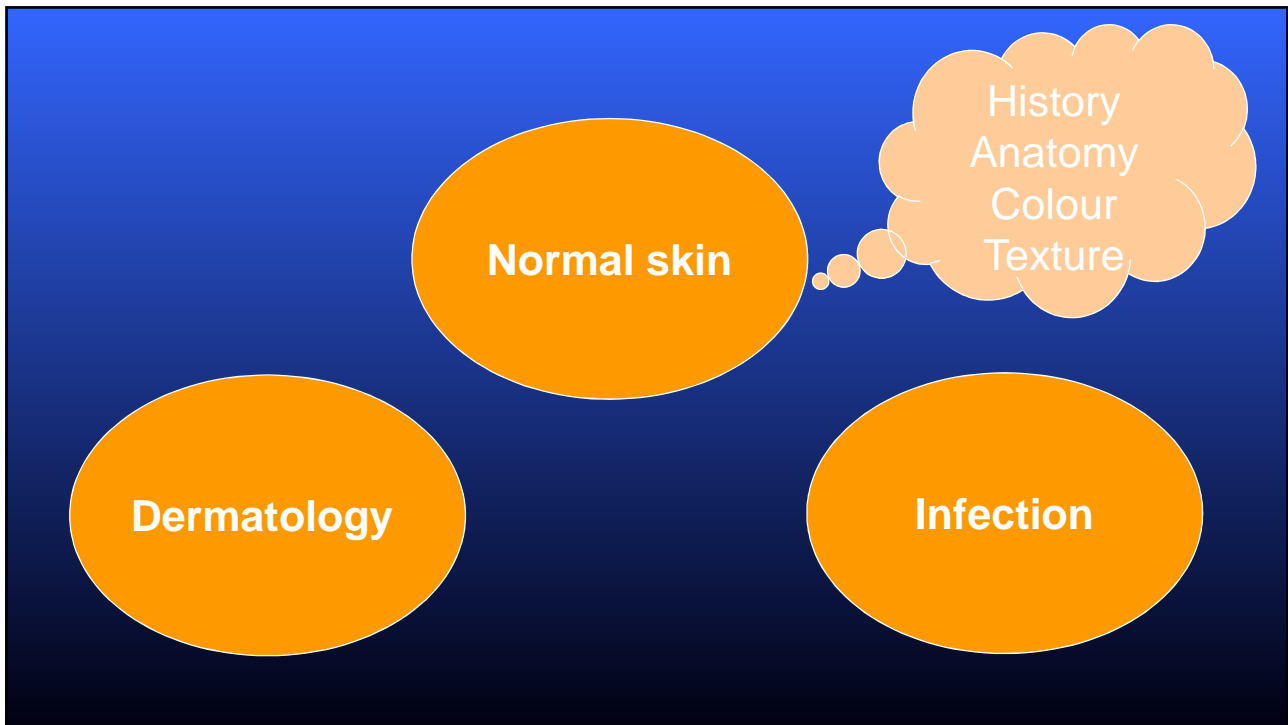 History
Anatomy
Colour
Texture
Normal skin
Dermatology
Infection